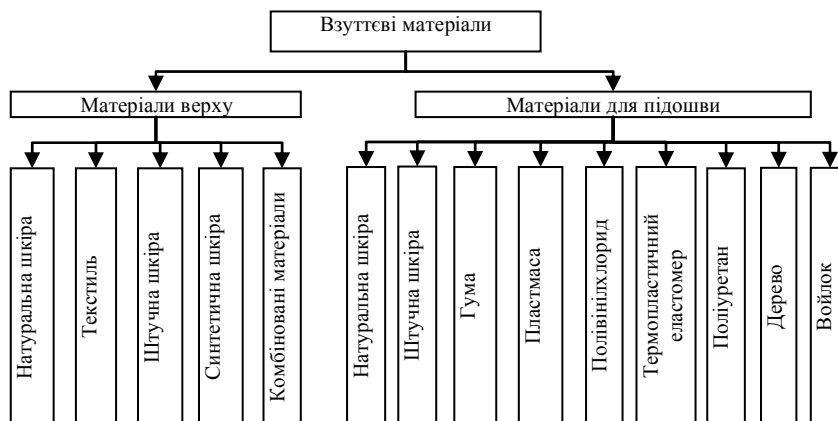 Взуттєві матеріали
Матеріали верху
Матеріали для підошви
Натуральна шкіра
Текстиль
Штучна шкіра
Синтетична шкіра
Комбіновані матеріали
Натуральна шкіра
Штучна шкіра
Гума
Пластмаса
Полівінілхлорид
Термопластичний
еластомер
Поліуретан
Дерево
Войлок